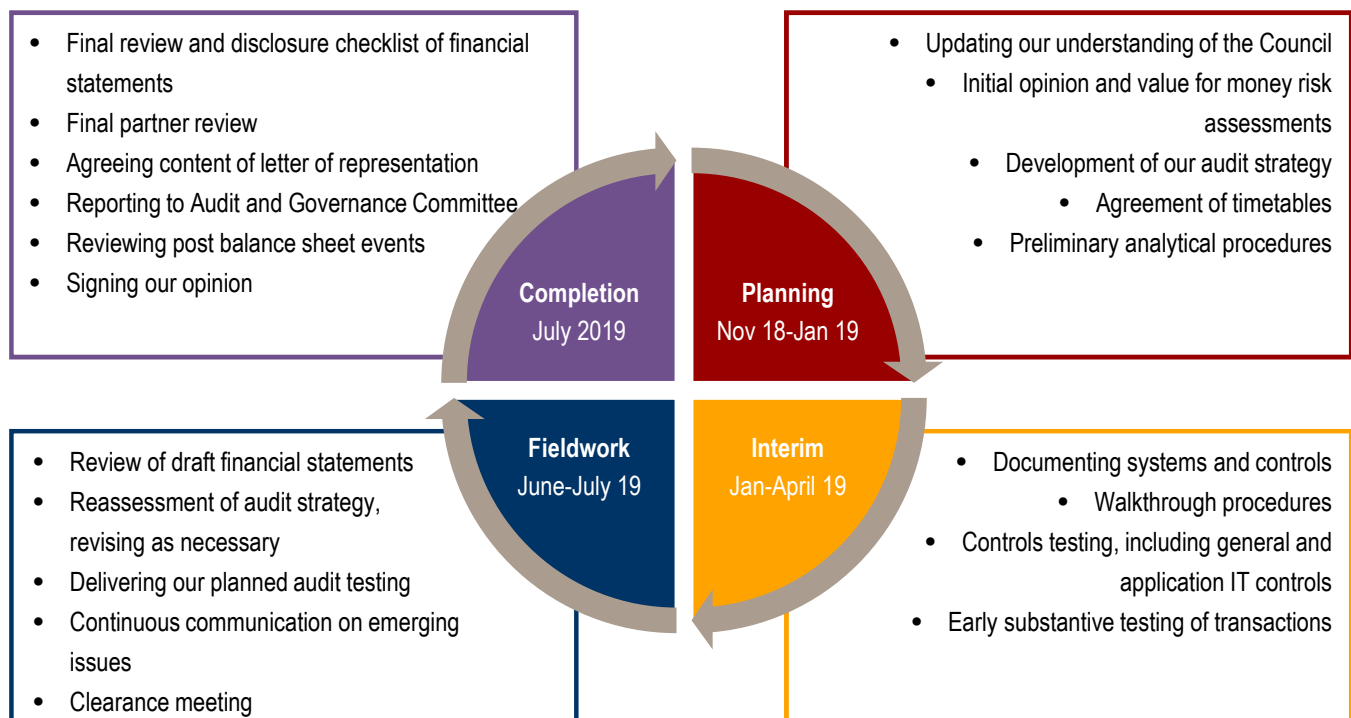 • Final review and disclosure checklist of financial
statements
• Final partner review
• Agreeing content of letter of representation
• Reporting to Audit and Governance Committee
• Reviewing post balance sheet events
• Signing our opinion
• Updating our understanding of the Council
• Initial opinion and value for money risk
assessments
• Development of our audit strategy
• Agreement of timetables
• Preliminary analytical procedures
Completion
July 2019
Planning
Nov 18-Jan 19
Fieldwork
June-July 19
Interim
Jan-April 19
• Review of draft financial statements
• Reassessment of audit strategy,
revising as necessary
• Delivering our planned audit testing
• Continuous communication on emerging
issues
• Clearance meeting
• Documenting systems and controls
• Walkthrough procedures
• Controls testing, including general and
application IT controls
• Early substantive testing of transactions